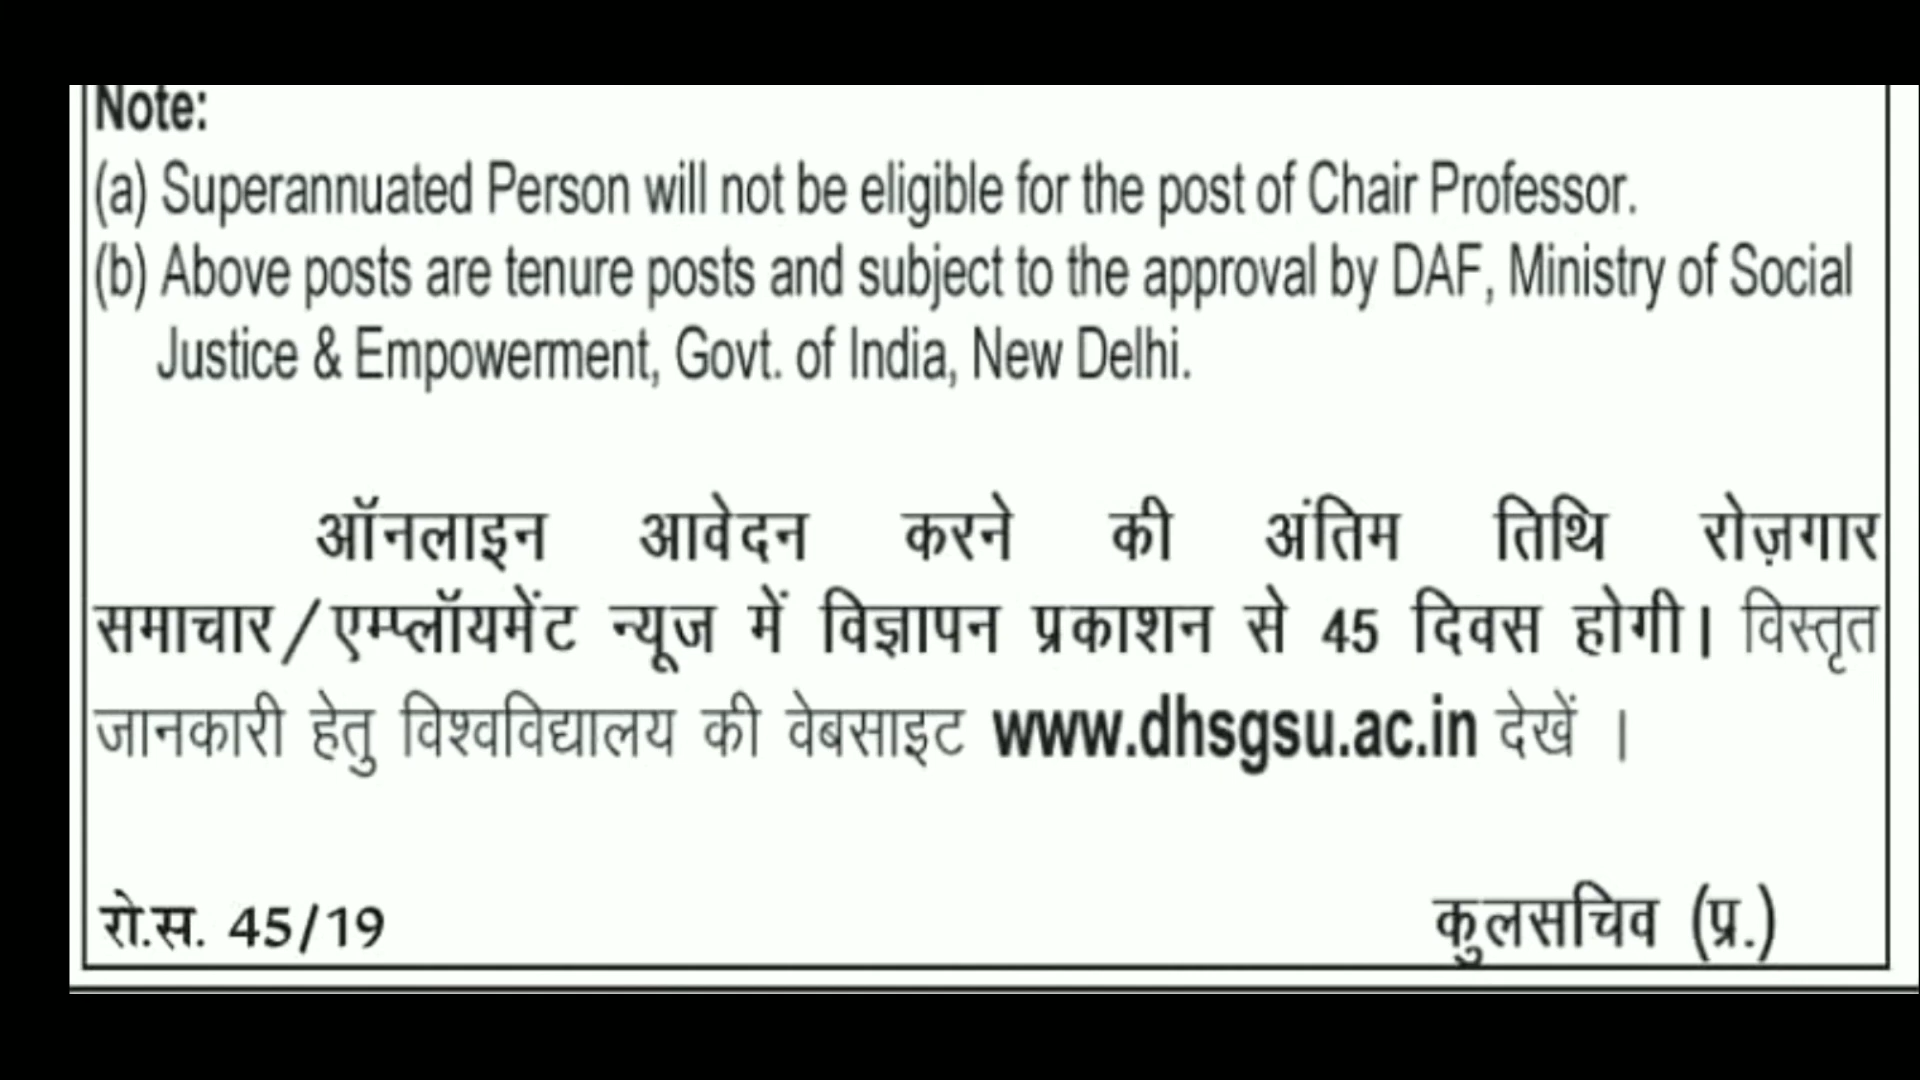 Note:
(a) Superannuated Person will not be eligible for the post of Chair Professor.
(b) Above posts are tenure posts and subject to the approval by DAF, Ministry of Social
Justice & Empowerment, Govt. of India, New Delhi.
ऑनलाइन आवेदन करने की अंतिम तिथि रोज़गार
समाचार/एम्प्लॉयमेंट न्यूज में विज्ञापन प्रकाशन से 45 दिवस होगी। विस्तृत
जानकारी हेतु विश्वविद्यालय की वेबसाइट www.dhsgsu.ac.in देखें ।
रो.स. 45/19 कुलसचिव (प्र.)